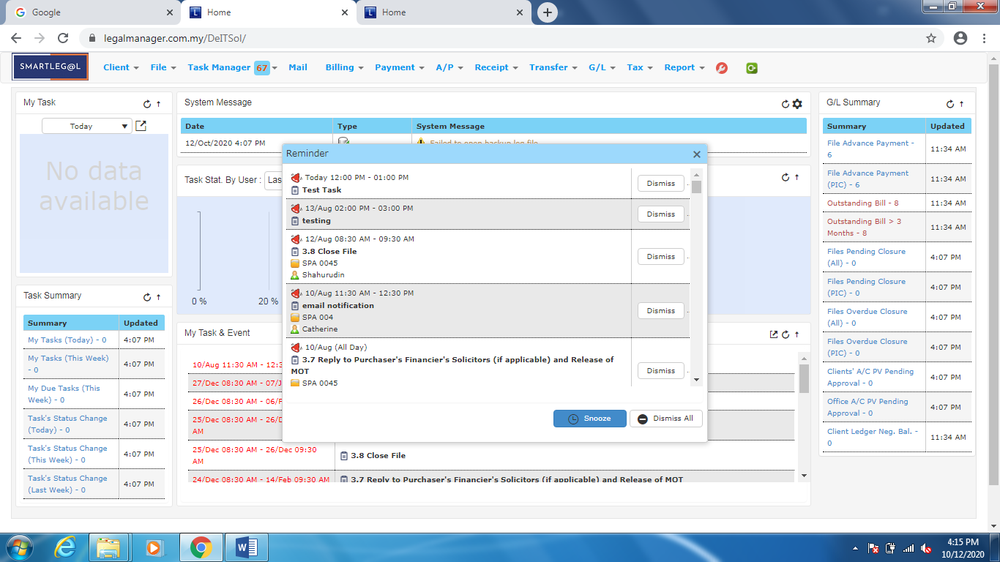 Google
Home
Home
legalmanager.com.my/DeITSol/
SMARTLEG@L
Client
File
Task Manager 67
Mail
Billing
Payment
A/P
Receipt
Transfer
G/L
Tax
Report
My Task
Today
No data
available
Task Summary
Summary Updated
My Tasks (Today) - 0 4:07 PM
My Tasks (This Week)
- 0 4:07 PM
My Due Tasks (This
Week) - 0 4:07 PM
Task's Status Change
(Today) - 0 4:07 PM
Task's Status Change
(This Week) - 0 4:07 PM
Task's Status Change
(Last Week) - 0 4:07 PM
System Message
Date Type System Message
12/Oct/2020 4:07 PM Failed to open backup log file
Task Stat. By User : Las
0 % 20 %
My Task & Event
10/Aug 11:30 AM - 12:3
27/Dec 08:30 AM - 07/J
26/Dec 08:30 AM - 06/F
25/Dec 08:30 AM - 26/D
AM
25/Dec 08:30 AM - 26/Dec 09:30
AM
3.8 Close File
24/Dec 08:30 AM - 14/Feb 09:30 AM 3.7 Reply to Purchaser's Financier's Solicitors (if applicable) and Release of MOT
Reminder
Today 12:00 PM - 01:00 PM
Test Task
Dismiss
13/Aug 02:00 PM - 03:00 PM
testing
Dismiss
12/Aug 08:30 AM - 09:30 AM
3.8 Close File
SPA 0045
Shahurudin
Dismiss
10/Aug 11:30 AM - 12:30 PM
email notification
SPA 004
Catherine
Dismiss
10/Aug (All Day)
3.7 Reply to Purchaser's Financier's Solicitors (if applicable) and Release of
MOT
SPA 0045
Dismiss
Snooze
Dismiss All
G/L Summary
Summary Updated
File Advance Payment -
6 11:34 AM
File Advance Payment
(PIC) - 6 11:34 AM
Outstanding Bill - 8 11:34 AM
Outstanding Bill > 3
Months - 8 11:34 AM
Files Pending Closure
(All) - 0 4:07 PM
Files Pending Closure
(PIC) - 0 4:07 PM
Files Overdue Closure
(All) - 0 4:07 PM
Files Overdue Closure
(PIC) - 0 4:07 PM
Clients' A/C PV Pending
Approval - 0 4:07 PM
Office A/C PV Pending
Approval - 0 4:07 PM
Client Ledger Neg. Bal. -
0 11:34 AM
4:15 PM
10/12/2020